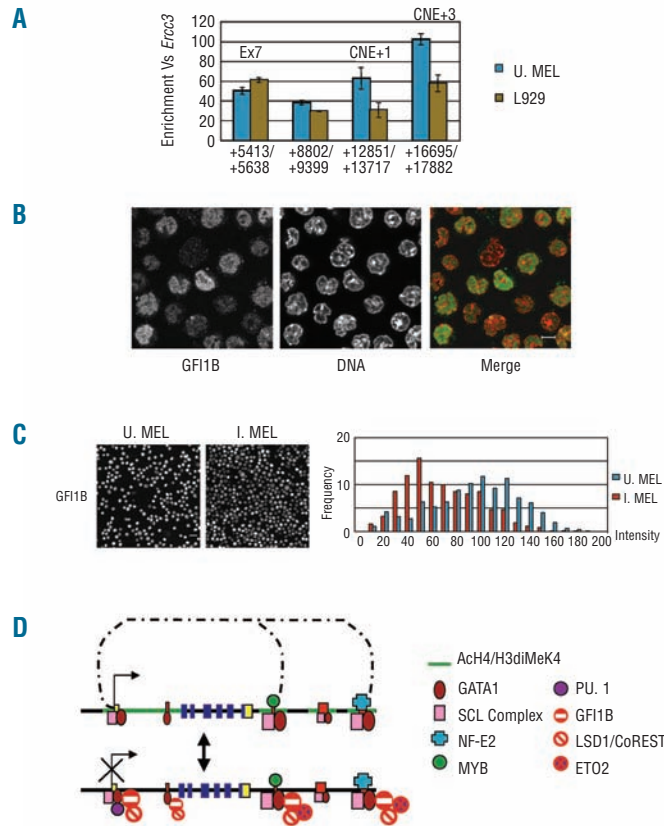 A
Enrichment Vs Ercc3
120
100
80
60
40
20
0
Ex7
CNE+1
CNE+3
+5413/
+5638
+8802/
+9399
+12851/
+13717
+16695/
+17882
U. MEL
L929
B
GFI1B
DNA
Merge
C
U. MEL
I. MEL
GFI1B
Frequency
20
10
0
0 20 40 60 80 100 120 140 160 180 200
Intensity
U. MEL
I. MEL
D
AcH4/H3diMeK4
GATA1
SCL Complex
NF-E2
MYB
PU. 1
GFI1B
LSD1/CoREST
ETO2